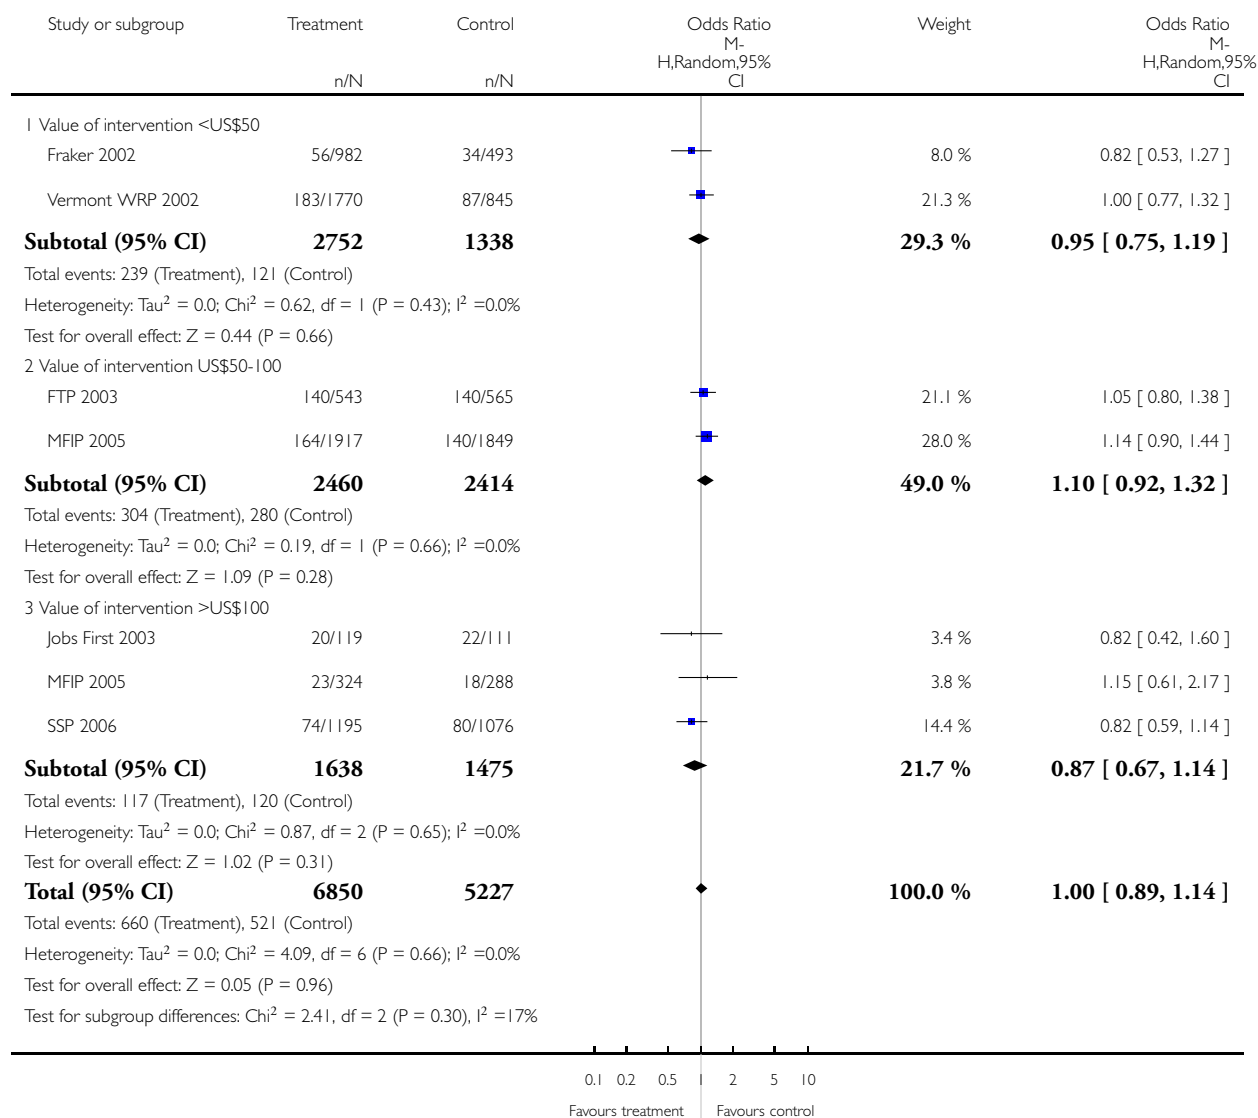 Study or subgroup Treatment Control Odds Ratio Weight Odds Ratio
M- M-
H,Random,95% H,Random,95%
n/N n/N CI CI
1 Value of intervention <US$50
Fraker 2002 56/982 34/493 8.0 % 0.82 [ 0.53, 1.27 ]
Vermont WRP 2002 183/1770 87/845 21.3 % 1.00 [ 0.77, 1.32 ]
Subtotal (95% CI) 2752 1338 29.3 % 0.95 [ 0.75, 1.19 ]
Total events: 239 (Treatment), 121 (Control)
Heterogeneity: Tau² = 0.0; Chi² = 0.62, df = 1 (P = 0.43); I² =0.0%
Test for overall effect: Z = 0.44 (P = 0.66)
2 Value of intervention US$50-100
FTP 2003 140/543 140/565 21.1 % 1.05 [ 0.80, 1.38 ]
MFIP 2005 164/1917 140/1849 28.0 % 1.14 [ 0.90, 1.44 ]
Subtotal (95% CI) 2460 2414 49.0 % 1.10 [ 0.92, 1.32 ]
Total events: 304 (Treatment), 280 (Control)
Heterogeneity: Tau² = 0.0; Chi² = 0.19, df = 1 (P = 0.66); I² =0.0%
Test for overall effect: Z = 1.09 (P = 0.28)
3 Value of intervention >US$100
Jobs First 2003 20/119 22/111 3.4 % 0.82 [ 0.42, 1.60 ]
MFIP 2005 23/324 18/288 3.8 % 1.15 [ 0.61, 2.17 ]
SSP 2006 74/1195 80/1076 14.4 % 0.82 [ 0.59, 1.14 ]
Subtotal (95% CI) 1638 1475 21.7 % 0.87 [ 0.67, 1.14 ]
Total events: 117 (Treatment), 120 (Control)
Heterogeneity: Tau² = 0.0; Chi² = 0.87, df = 2 (P = 0.65); I² =0.0%
Test for overall effect: Z = 1.02 (P = 0.31)
Total (95% CI) 6850 5227 100.0 % 1.00 [ 0.89, 1.14 ]
Total events: 660 (Treatment), 521 (Control)
Heterogeneity: Tau² = 0.0; Chi² = 4.09, df = 6 (P = 0.66); I² =0.0%
Test for overall effect: Z = 0.05 (P = 0.96)
Test for subgroup differences: Chi² = 2.41, df = 2 (P = 0.30), I² =17%
0.1 0.2 0.5 1 2 5 10
Favours treatment Favours control